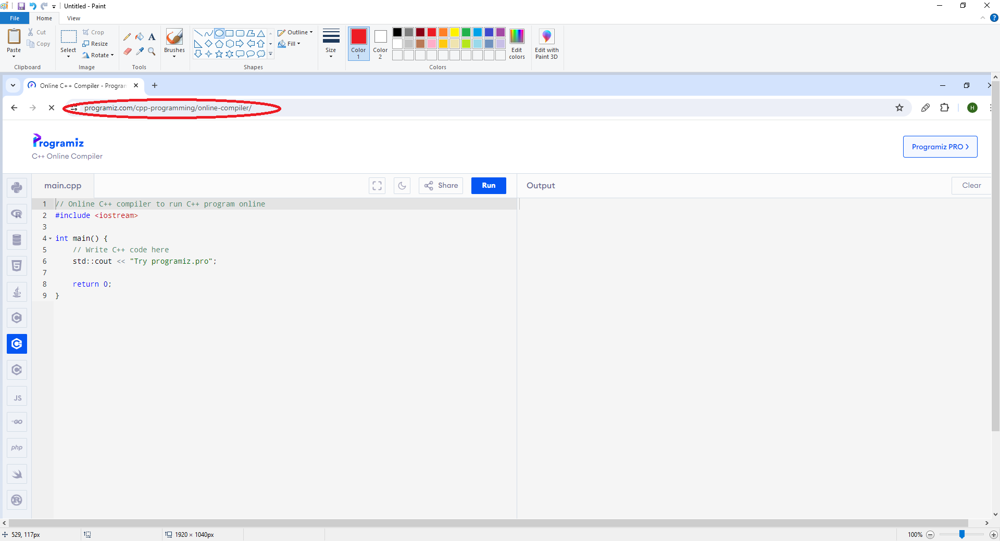 Untitled - Paint
File Home View
Paste
Cut
Copy
Clipboard
Select
Crop
Resize
Rotate
Image
A
Tools
Brushes
Shapes
Outline
Fill
Size
Color 1
Color 2
Colors
Edit colors
Edit with Paint 3D
Online C++ Compiler - Program
programiz.com/cpp-programming/online-compiler/
H
Programiz
C++ Online Compiler
Programiz PRO >
main.cpp
Share
Run
Output
Clear
1 // Online C++ compiler to run C++ program online
2 #include <iostream>
3
4 int main() {
5 // Write C++ code here
6 std::cout << "Try programiz.pro";
7
8 return 0;
9 }
JS
GO
php
529, 117px
1920 × 1040px
100%